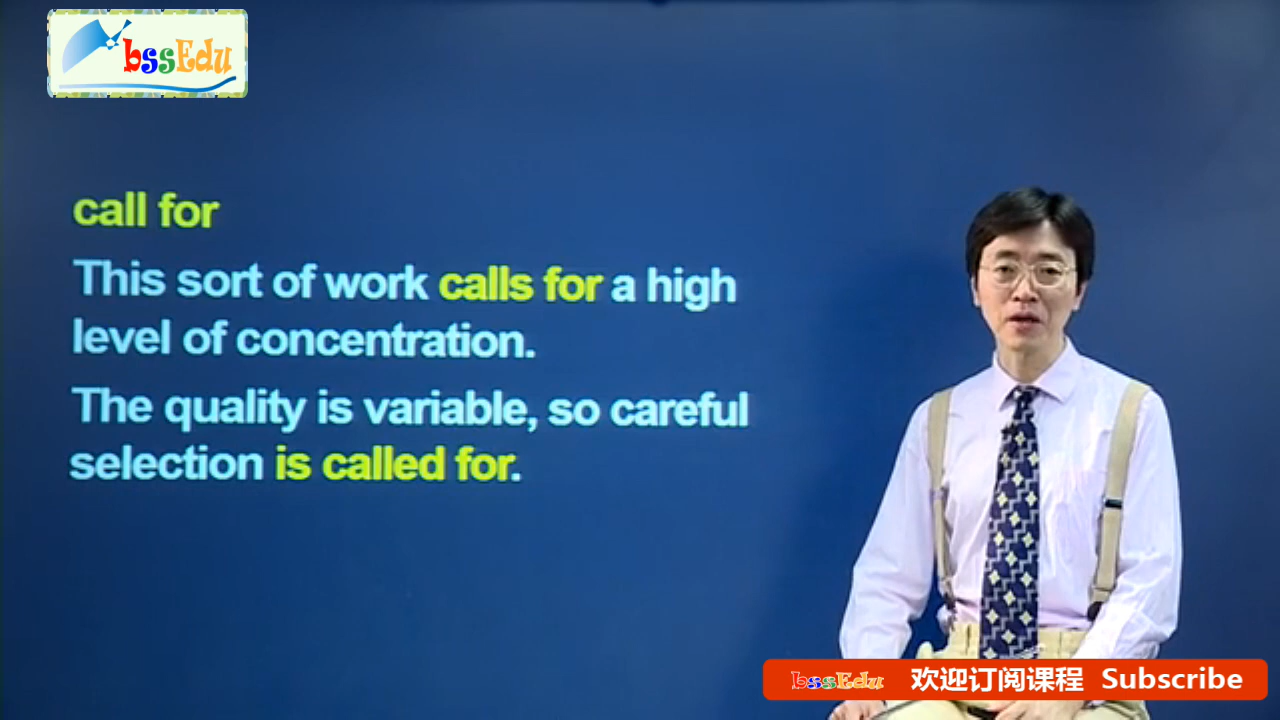 bssEdu
call for
This sort of work calls for a high
level of concentration.
The quality is variable, so careful
selection is called for.
bssEdu 欢迎订阅课程 Subscribe